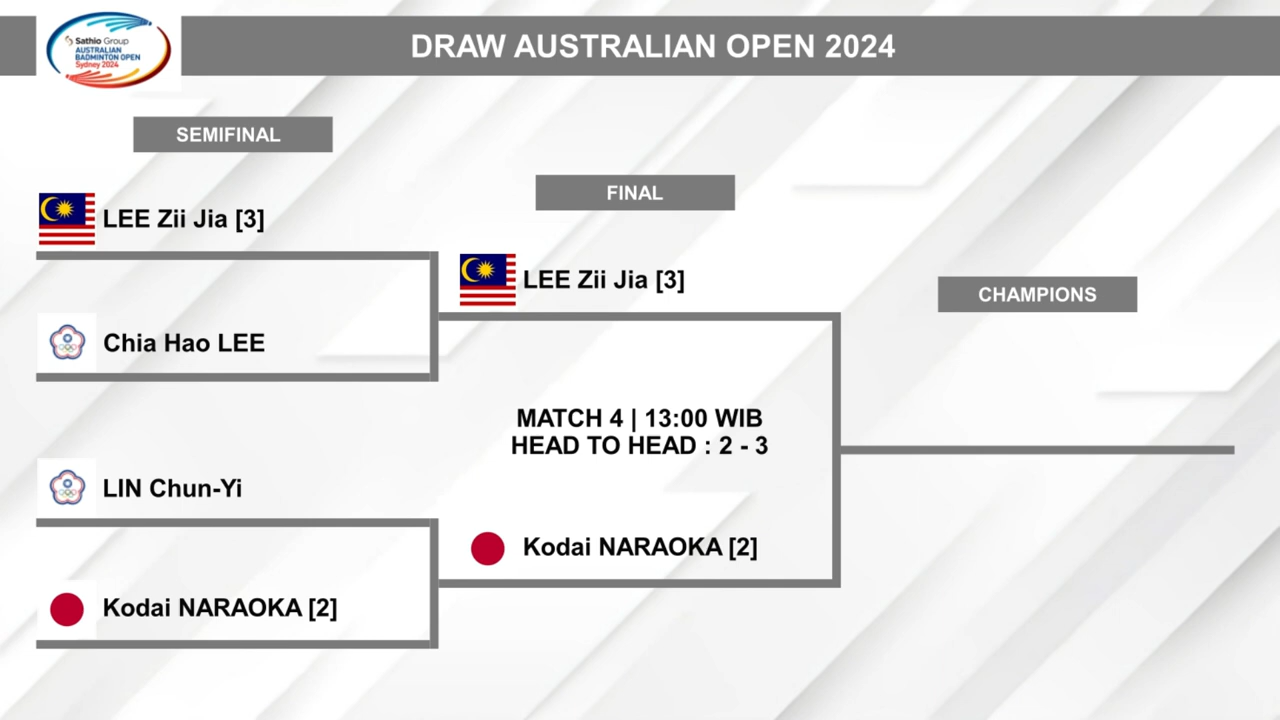 Sathio Group
AUSTRALIAN
BADMINTON OPEN
Sydney 2024
DRAW AUSTRALIAN OPEN 2024
SEMIFINAL
LEE Zii Jia [3]
Chia Hao LEE
LIN Chun-Yi
Kodai NARAOKA [2]
FINAL
LEE Zii Jia [3]
MATCH 4 | 13:00 WIB
HEAD TO HEAD : 2 - 3
Kodai NARAOKA [2]
CHAMPIONS